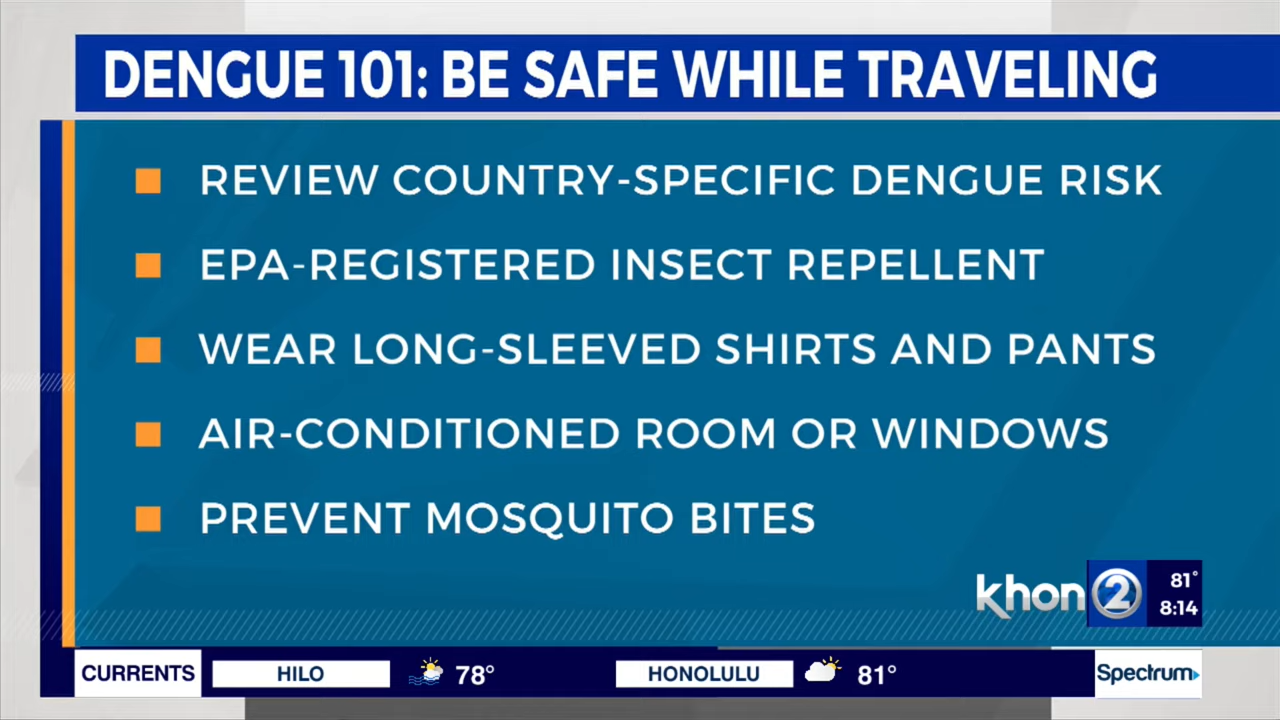 DENGUE 101: BE SAFE WHILE TRAVELING
REVIEW COUNTRY-SPECIFIC DENGUE RISK
EPA-REGISTERED INSECT REPELLENT
WEAR LONG-SLEEVED SHIRTS AND PANTS
AIR-CONDITIONED ROOM OR WINDOWS
PREVENT MOSQUITO BITES
khon 2 81°
8:14
CURRENTS HILO 78° HONOLULU 81° Spectrum